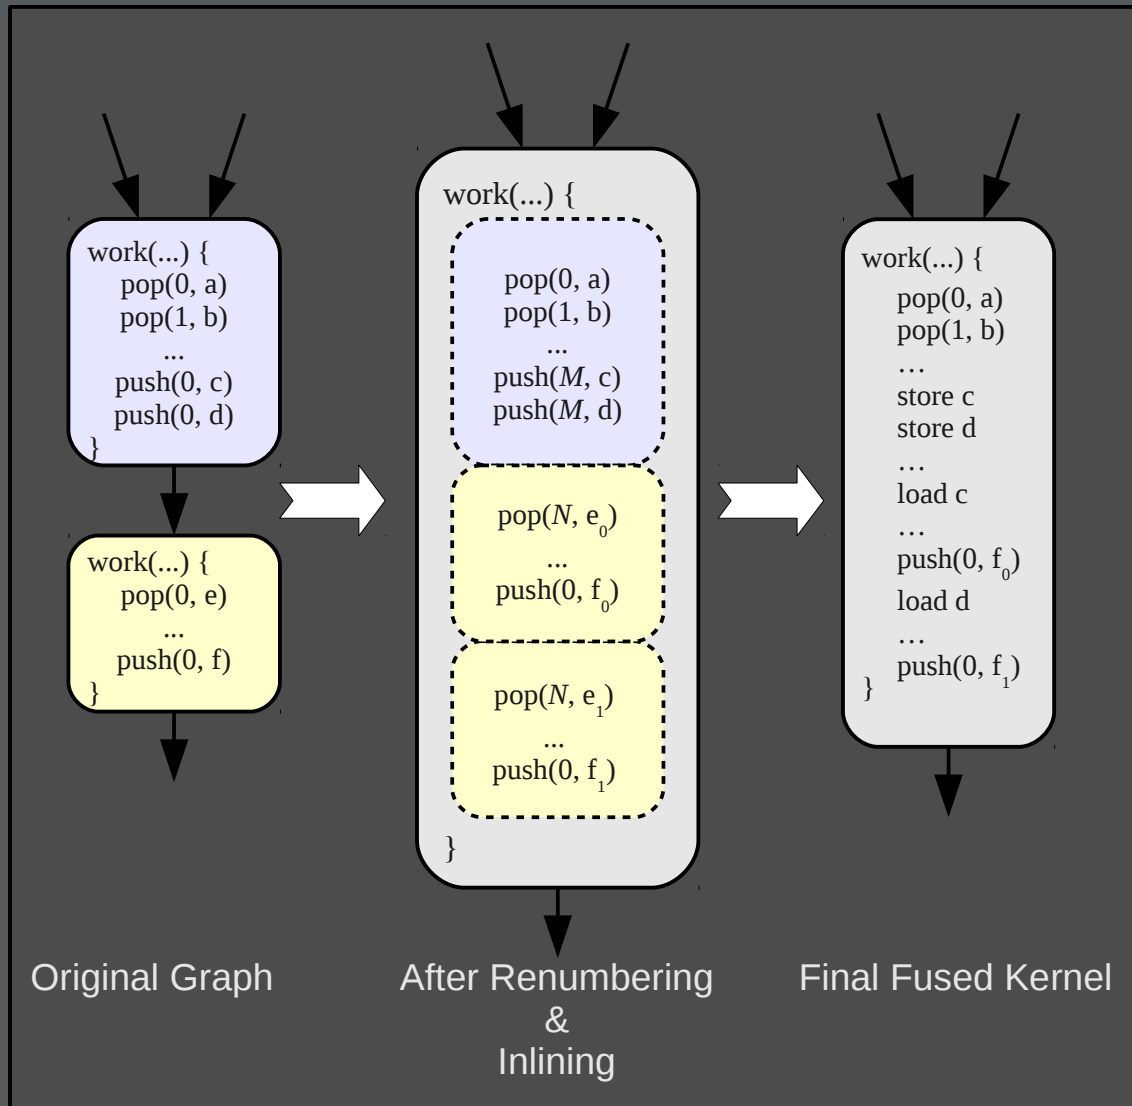 work(...) {
pop(0, a)
pop(1, b)
...
push(0, c)
push(0, d)
}
work(...) {
pop(0, e)
...
push(0, f)
}
Original Graph
work(...) {
pop(0, a)
pop(1, b)
...
push(M, c)
push(M, d)
pop(N, e₀)
...
push(0, f₀)
pop(N, e₁)
...
push(0, f₁)
}
After Renumbering
&
Inlining
work(...) {
pop(0, a)
pop(1, b)
…
store c
store d
…
load c
…
push(0, f₀)
load d
…
push(0, f₁)
}
Final Fused Kernel